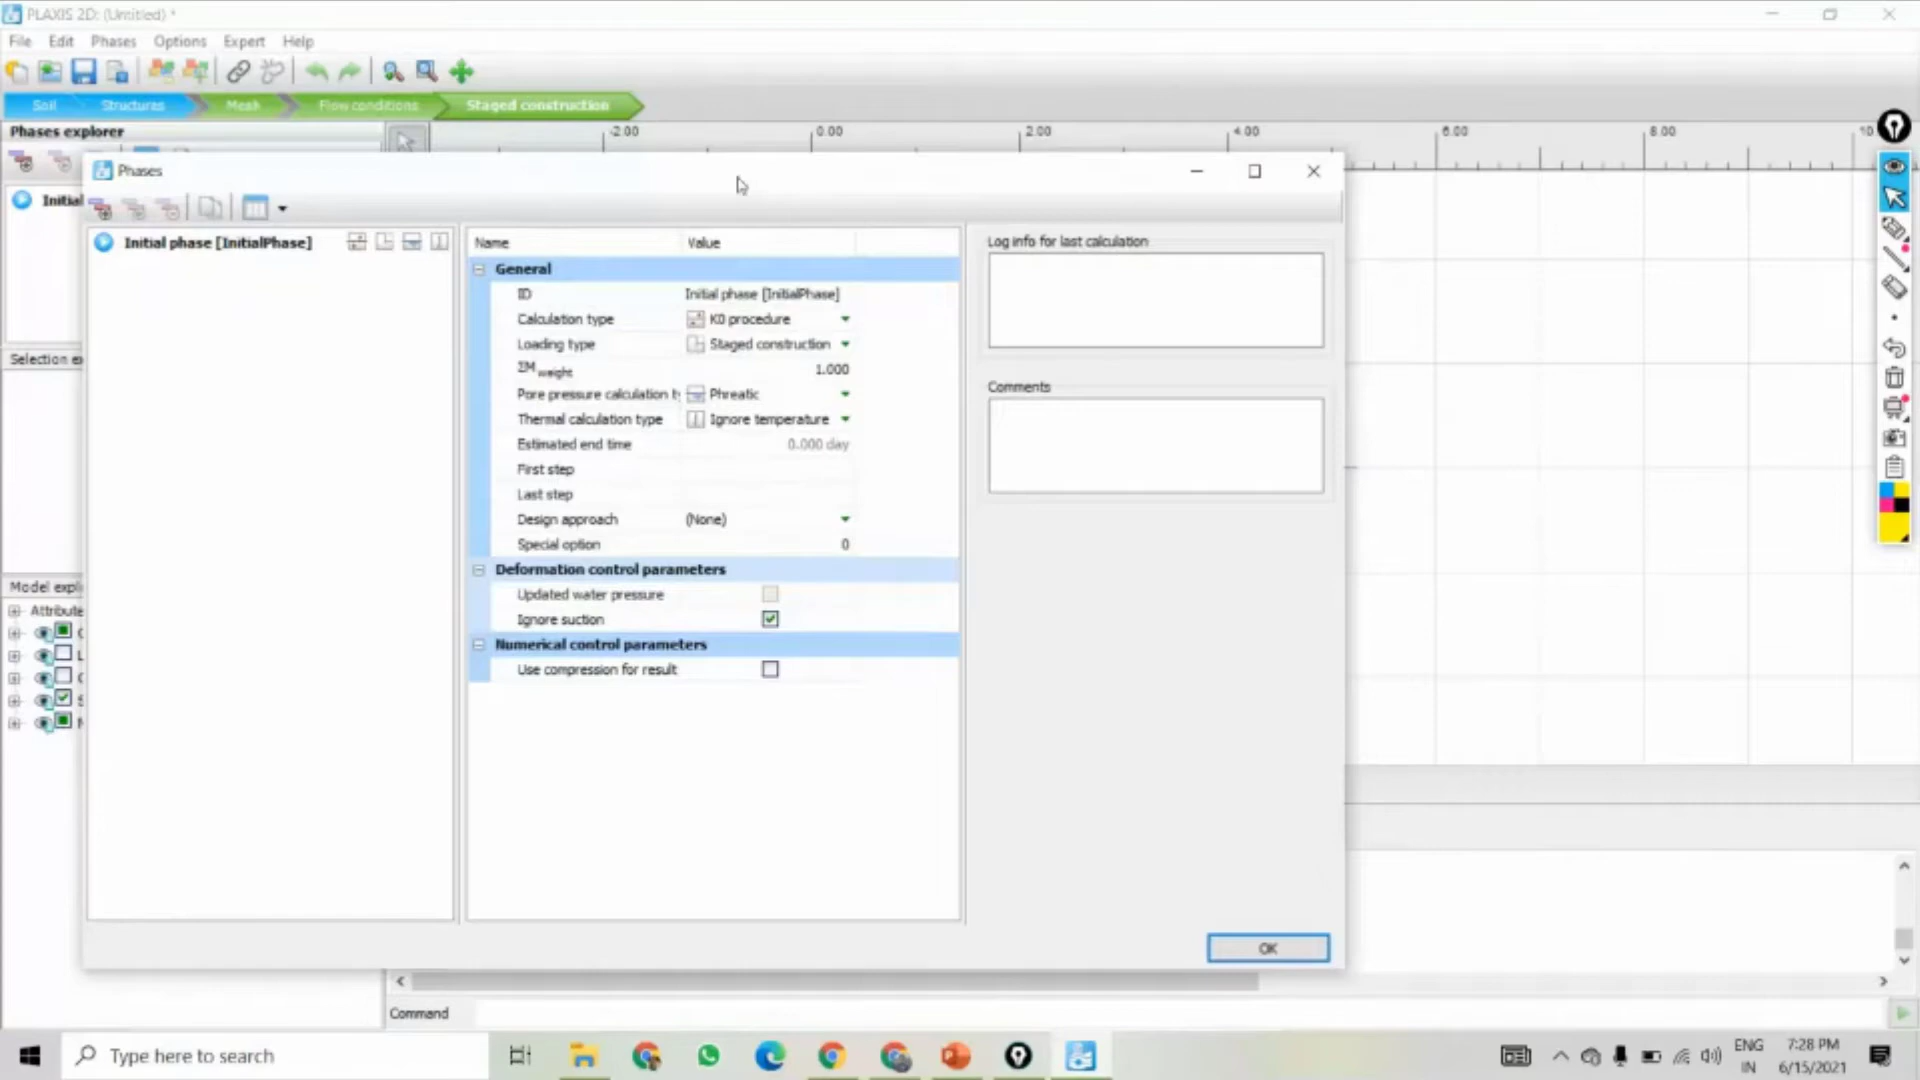 PLAXIS 2D: (Untitled) *
File Edit Phases Options Expert Help
Soil Structures Mesh Flow conditions Staged construction
Phases explorer
-2.00 0.00 2.00 4.00 6.00 8.00 10
Phases
Initial
Initial phase [InitialPhase]
Name Value
General
ID Initial phase [InitialPhase]
Calculation type K0 procedure
Loading type Staged construction
ΣM weight 1.000
Pore pressure calculation ty Phreatic
Thermal calculation type Ignore temperature
Estimated end time 0.000 day
First step
Last step
Design approach (None)
Special option 0
Deformation control parameters
Updated water pressure
Ignore suction
Numerical control parameters
Use compression for result
Log info for last calculation
Comments
OK
Selection ex
Model expl
Attribute
Command
Type here to search
ENG
IN
7:28 PM
6/15/2021